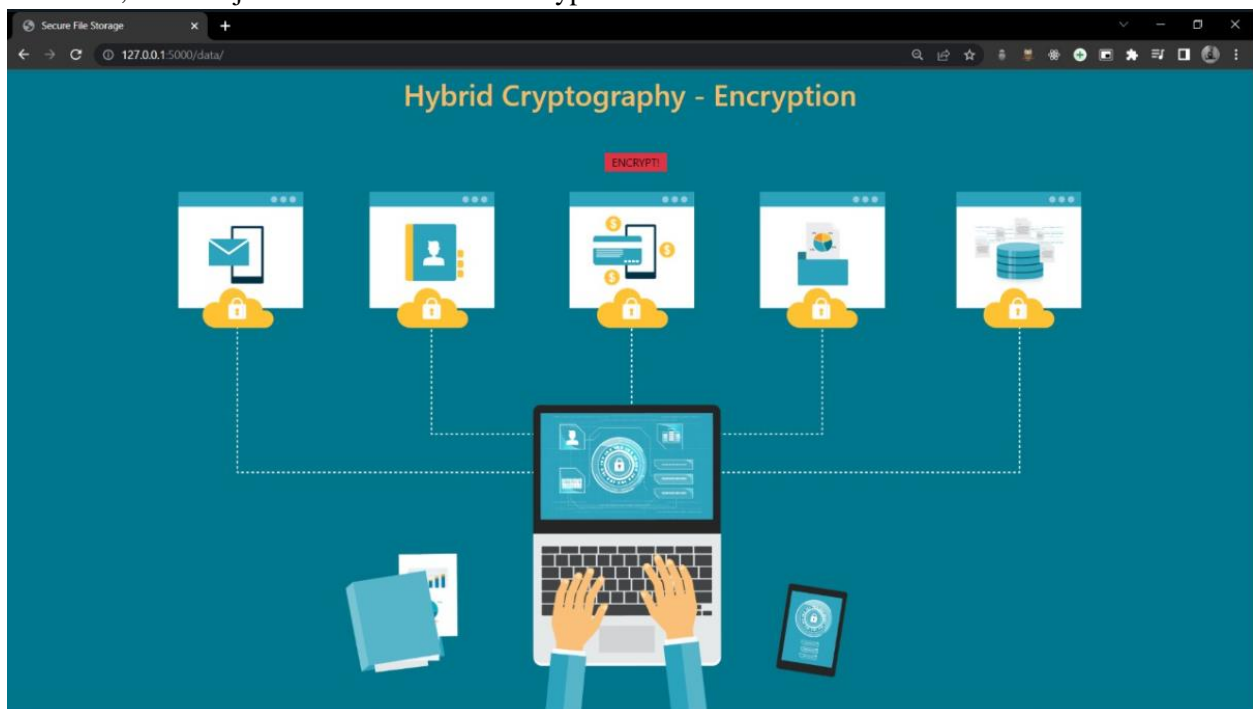 Secure File Storage
127.0.0.1:5000/data/
Hybrid Cryptography - Encryption
ENCRYPT!